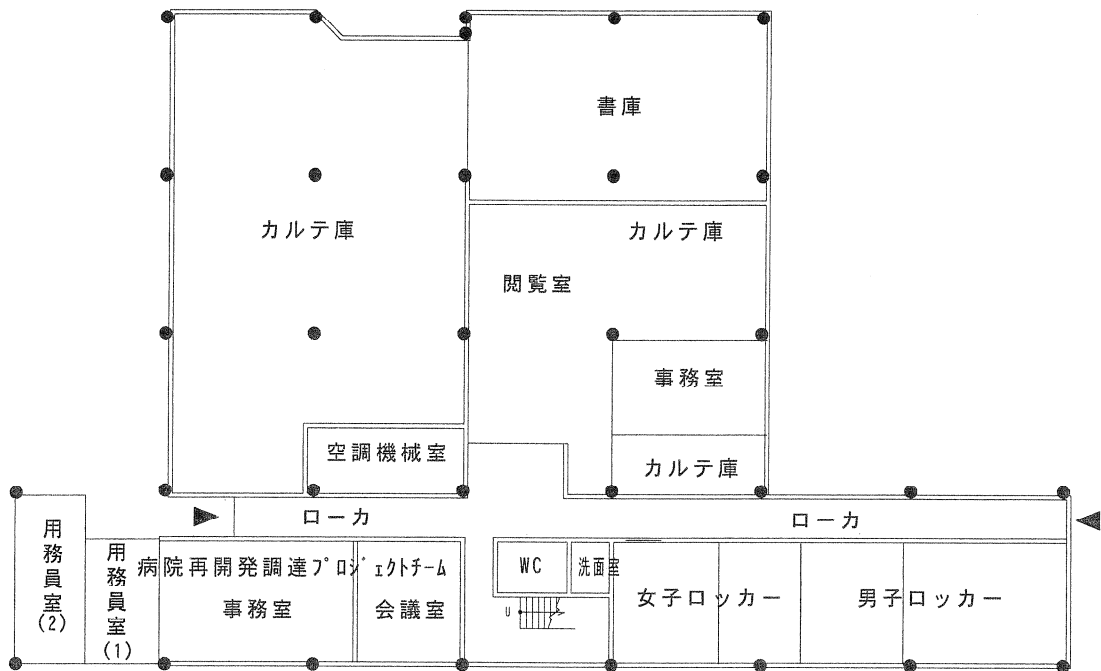 書庫
カルテ庫
カルテ庫
閲覧室
事務室
空調機械室
カルテ庫
ローカ
ローカ
用務員室(2)
用務員室(1)
病院再開発調達プロジェクトチーム
事務室
会議室
WC
洗面室
U
女子ロッカー
男子ロッカー